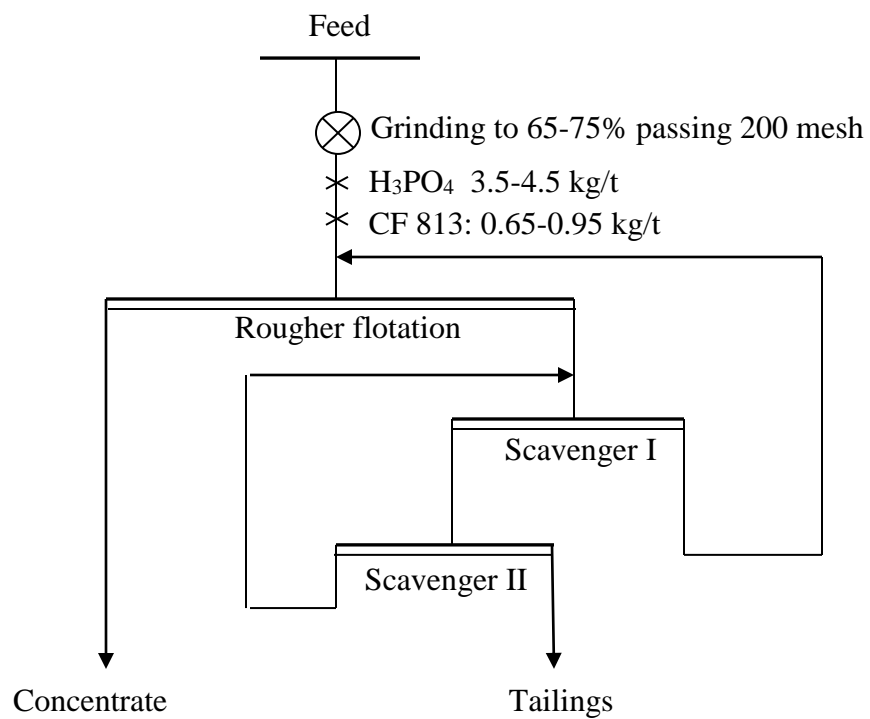 Feed
Grinding to 65-75% passing 200 mesh
H₃PO₄ 3.5-4.5 kg/t
CF 813: 0.65-0.95 kg/t
Rougher flotation
Scavenger I
Scavenger II
Concentrate
Tailings